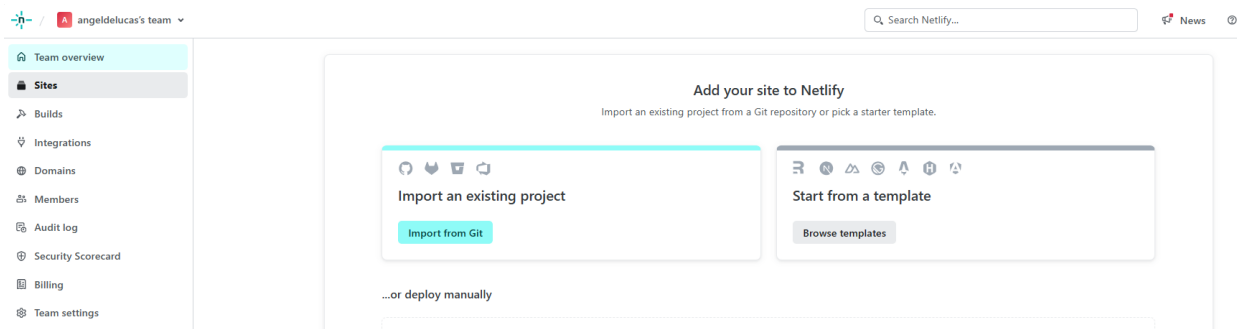 n / A angeldelucas's team
Search Netlify...
News
Team overview
Sites
Builds
Integrations
Domains
Members
Audit log
Security Scorecard
Billing
Team settings
Add your site to Netlify
Import an existing project from a Git repository or pick a starter template.
Import an existing project
Import from Git
Start from a template
Browse templates
...or deploy manually